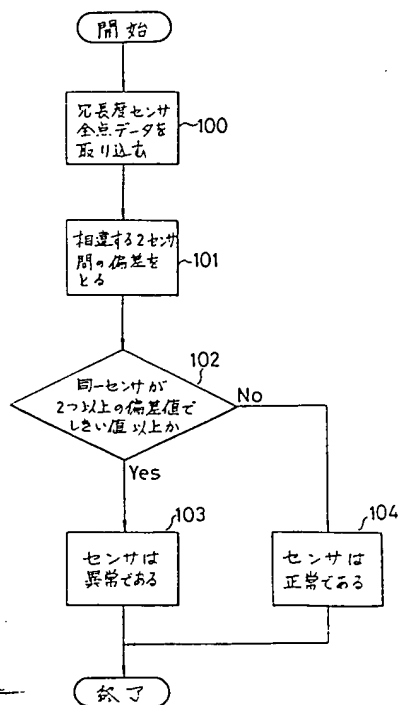 開始
冗長度センサ
全点データを
取り込む
100
相違する2センサ
間の偏差を
とる
101
102
同一センサが
2つ以上の偏差値で
しきい値以上か
No
Yes
103
センサは
異常である
104
センサは
正常である
終了